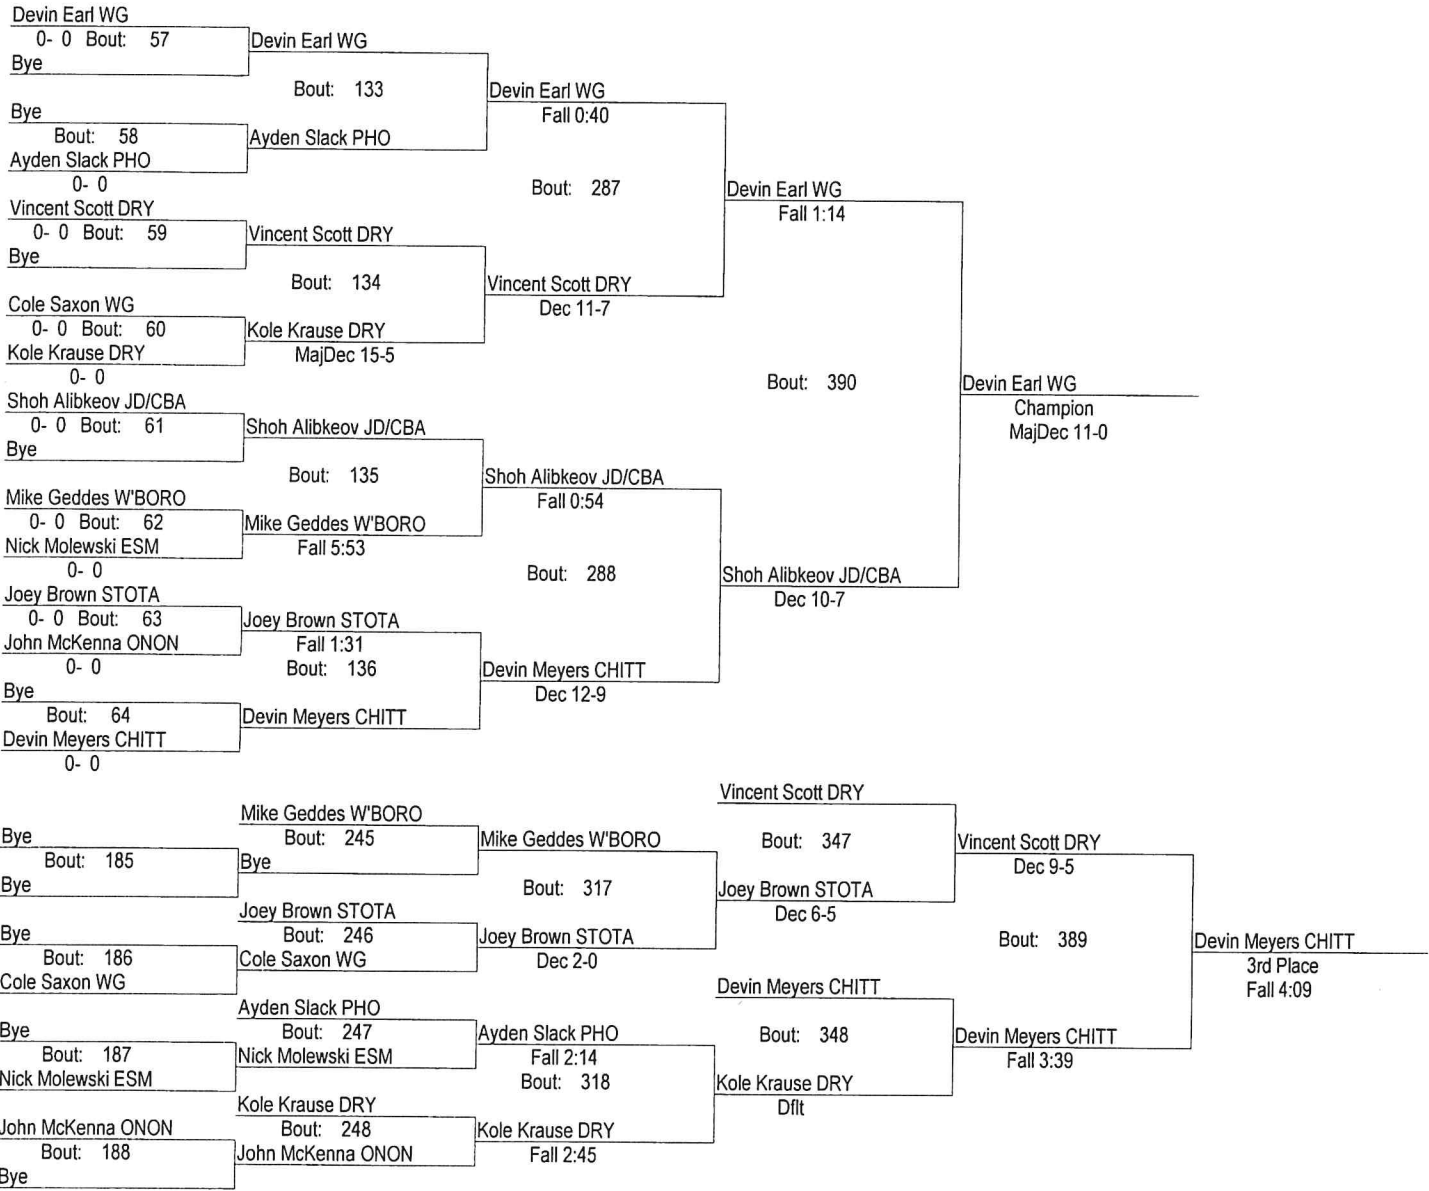 Devin Earl WG
0- 0 Bout: 57
Bye
Devin Earl WG
Bout: 133
Bye
Bout: 58
Ayden Slack PHO
0- 0
Ayden Slack PHO
Devin Earl WG
Fall 0:40
Bout: 287
Vincent Scott DRY
0- 0 Bout: 59
Bye
Vincent Scott DRY
Bout: 134
Cole Saxon WG
0- 0 Bout: 60
Kole Krause DRY
0- 0
Kole Krause DRY
MajDec 15-5
Vincent Scott DRY
Dec 11-7
Devin Earl WG
Fall 1:14
Bout: 390
Shoh Alibkeov JD/CBA
0- 0 Bout: 61
Bye
Shoh Alibkeov JD/CBA
Bout: 135
Mike Geddes W'BORO
0- 0 Bout: 62
Nick Molewski ESM
0- 0
Mike Geddes W'BORO
Fall 5:53
Shoh Alibkeov JD/CBA
Fall 0:54
Bout: 288
Joey Brown STOTA
0- 0 Bout: 63
John McKenna ONON
0- 0
Joey Brown STOTA
Fall 1:31
Bout: 136
Bye
Bout: 64
Devin Meyers CHITT
0- 0
Devin Meyers CHITT
Devin Meyers CHITT
Dec 12-9
Shoh Alibkeov JD/CBA
Dec 10-7
Devin Earl WG
Champion
MajDec 11-0
Bye
Bout: 185
Bye
Mike Geddes W'BORO
Bout: 245
Bye
Mike Geddes W'BORO
Bout: 317
Bye
Bout: 186
Cole Saxon WG
Joey Brown STOTA
Bout: 246
Cole Saxon WG
Joey Brown STOTA
Dec 2-0
Vincent Scott DRY
Bout: 347
Joey Brown STOTA
Dec 6-5
Vincent Scott DRY
Dec 9-5
Bout: 389
Bye
Bout: 187
Nick Molewski ESM
Ayden Slack PHO
Bout: 247
Nick Molewski ESM
Ayden Slack PHO
Fall 2:14
Bout: 318
John McKenna ONON
Bout: 188
Bye
Kole Krause DRY
Bout: 248
John McKenna ONON
Kole Krause DRY
Fall 2:45
Devin Meyers CHITT
Bout: 348
Kole Krause DRY
Dflt
Devin Meyers CHITT
Fall 3:39
Devin Meyers CHITT
3rd Place
Fall 4:09